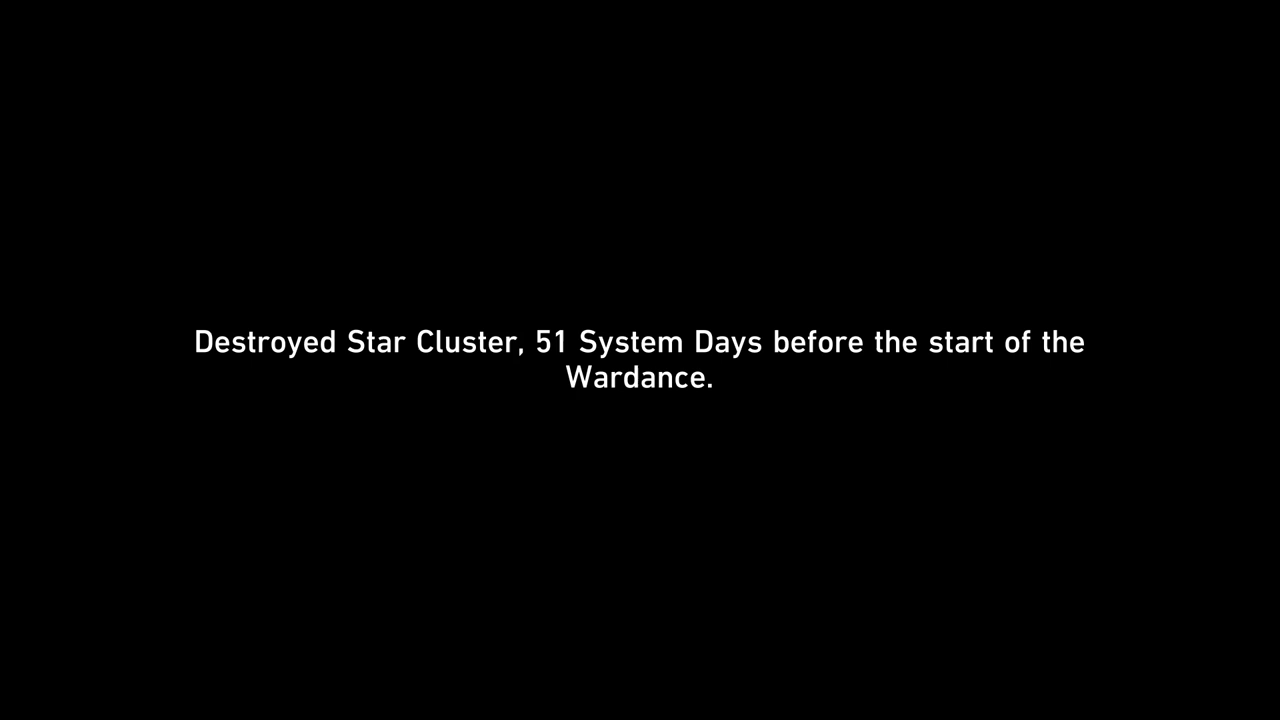 Destroyed Star Cluster, 51 System Days before the start of the
Wardance.